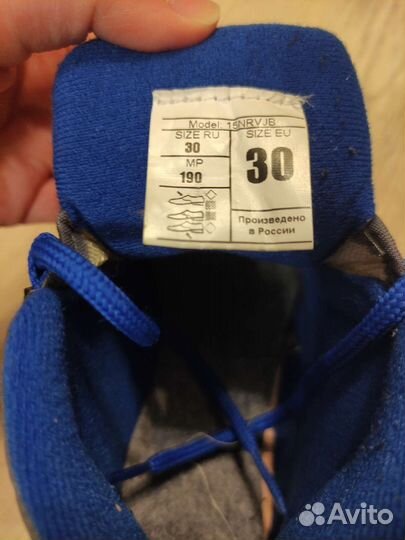 Model: 15NRVJB
SIZE RU
30
MP
190
SIZE EU
30
Произведено
в России
Avito